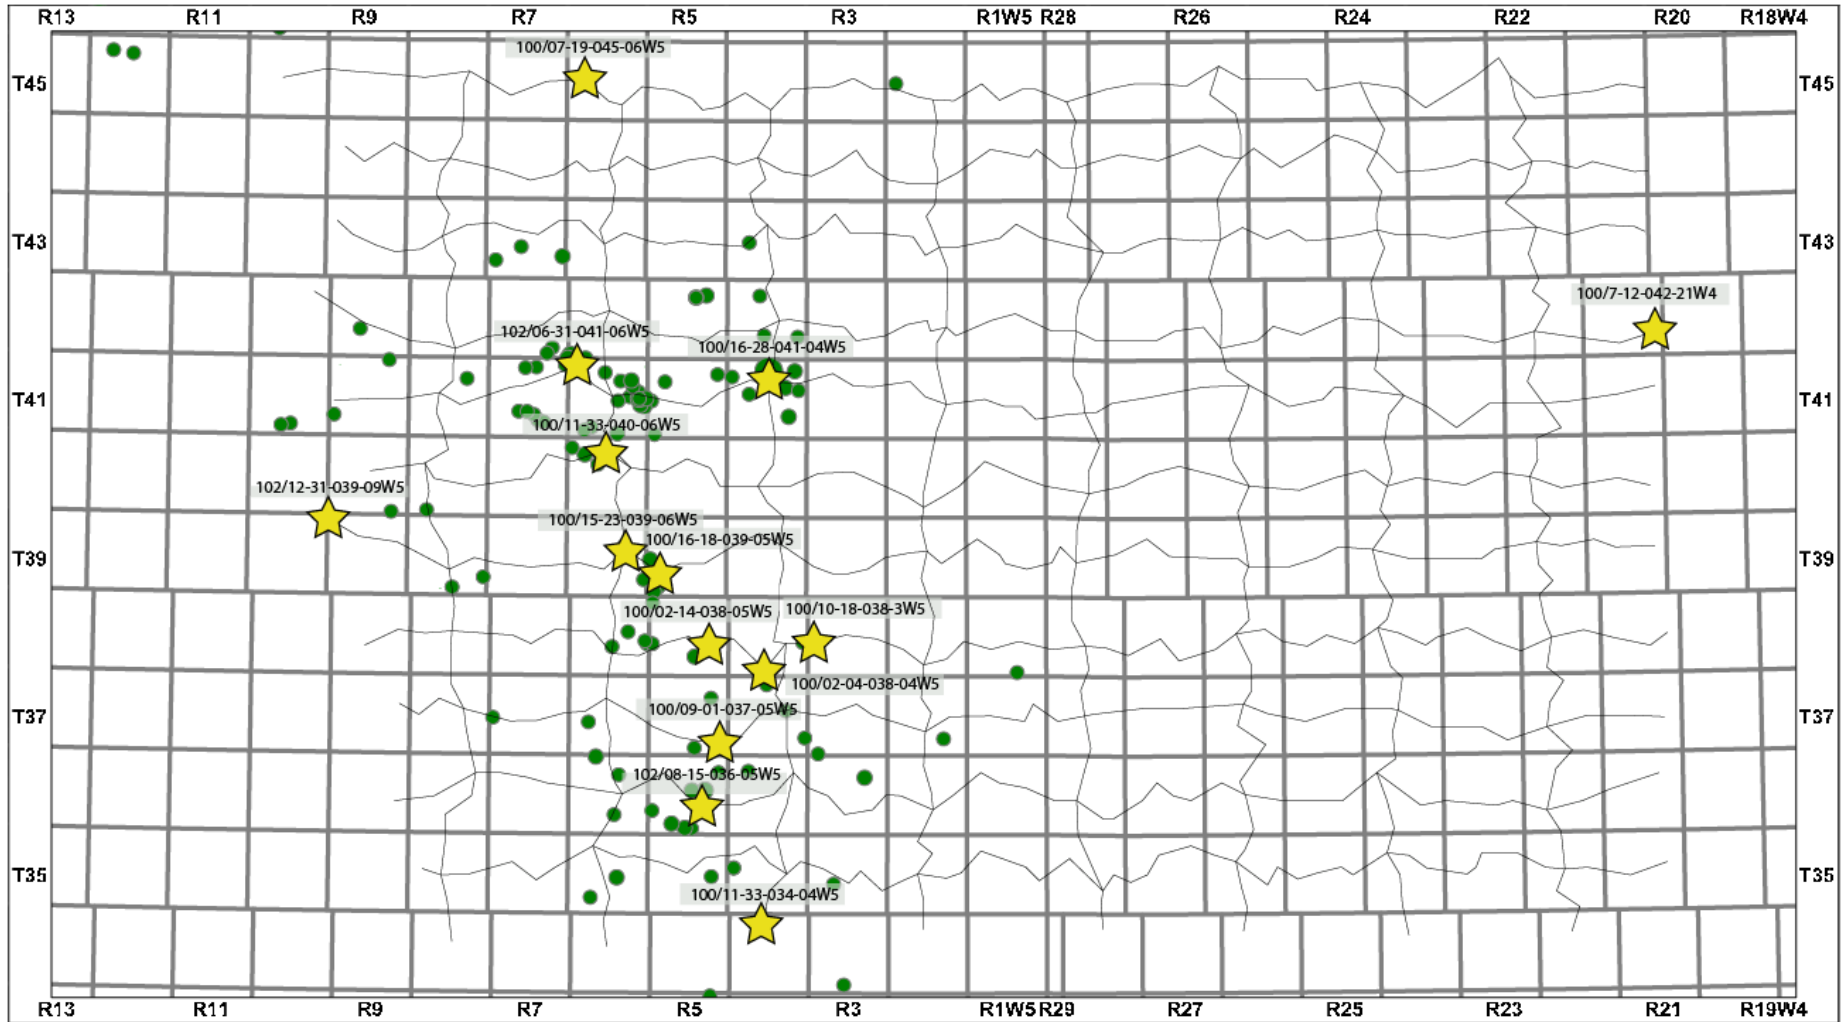 R13 R11 R9 R7 R5 R3 R1W5 R28 R26 R24 R22 R20 R18W4
100/07-19-045-06W5
T45 T45
T43 T43
100/7-12-042-21W4
102/06-31-041-06W5
100/16-28-041-04W5
T41 T41
100/11-33-040-06W5
102/12-31-039-09W5
100/15-23-039-06W5
100/16-18-039-05W5
T39 T39
100/02-14-038-05W5 100/10-18-038-3W5
100/02-04-038-04W5
100/09-01-037-05W5
T37 T37
102/08-15-036-05W5
T35 T35
100/11-33-034-04W5
R13 R11 R9 R7 R5 R3 R1W5 R29 R27 R25 R23 R21 R19W4